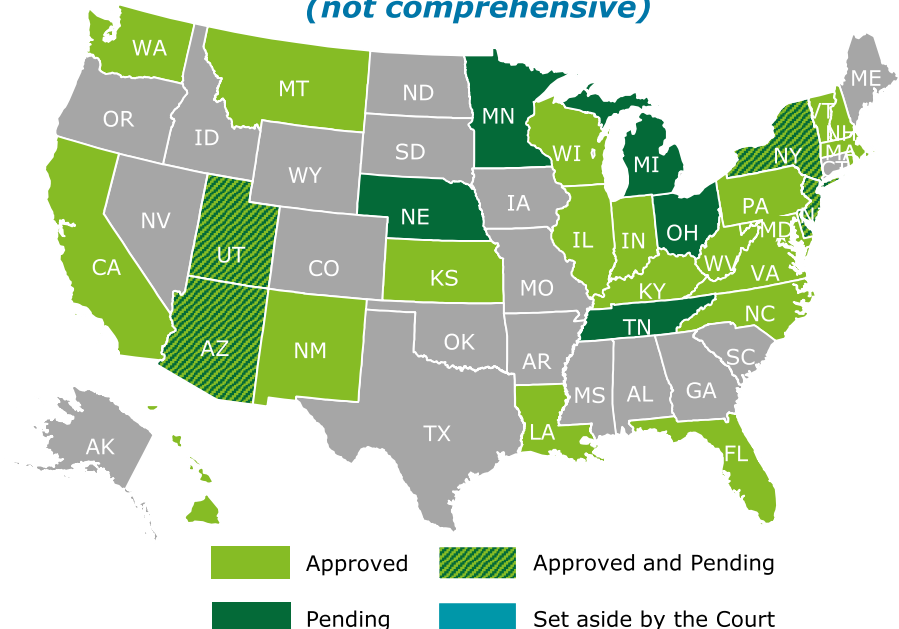 (not comprehensive)
WA
MT
ND
MN
ME
OR
ID
SD
WI
MI
VT
NH
NY
MA
CT
WY
NE
IA
PA
NV
UT
CO
KS
IL
IN
OH
MD
WV
VA
CA
MO
KY
NC
AZ
NM
OK
AR
TN
SC
MS
AL
GA
TX
LA
FL
AK
Approved
Approved and Pending
Pending
Set aside by the Court